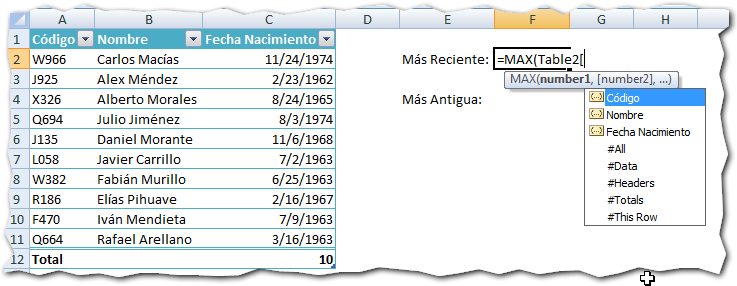 A B C D E F G H
1 Código Nombre Fecha Nacimiento
2 W966 Carlos Macías 11/24/1974 Más Reciente: =MAX(Table2[
MAX(number1, [number2], ...)
3 J925 Alex Méndez 2/23/1962
4 X326 Alberto Morales 8/24/1965 Más Antigua: Código
5 Q694 Julio Jiménez 8/3/1974 Nombre
6 J135 Daniel Morante 11/6/1968 Fecha Nacimiento
7 L058 Javier Carrillo 7/2/1963 #All
8 W382 Fabián Murillo 6/25/1963 #Data
9 R186 Elías Pihuave 2/16/1967 #Headers
10 F470 Iván Mendieta 7/9/1963 #Totals
11 Q664 Rafael Arellano 3/16/1963 #This Row
12 Total 10